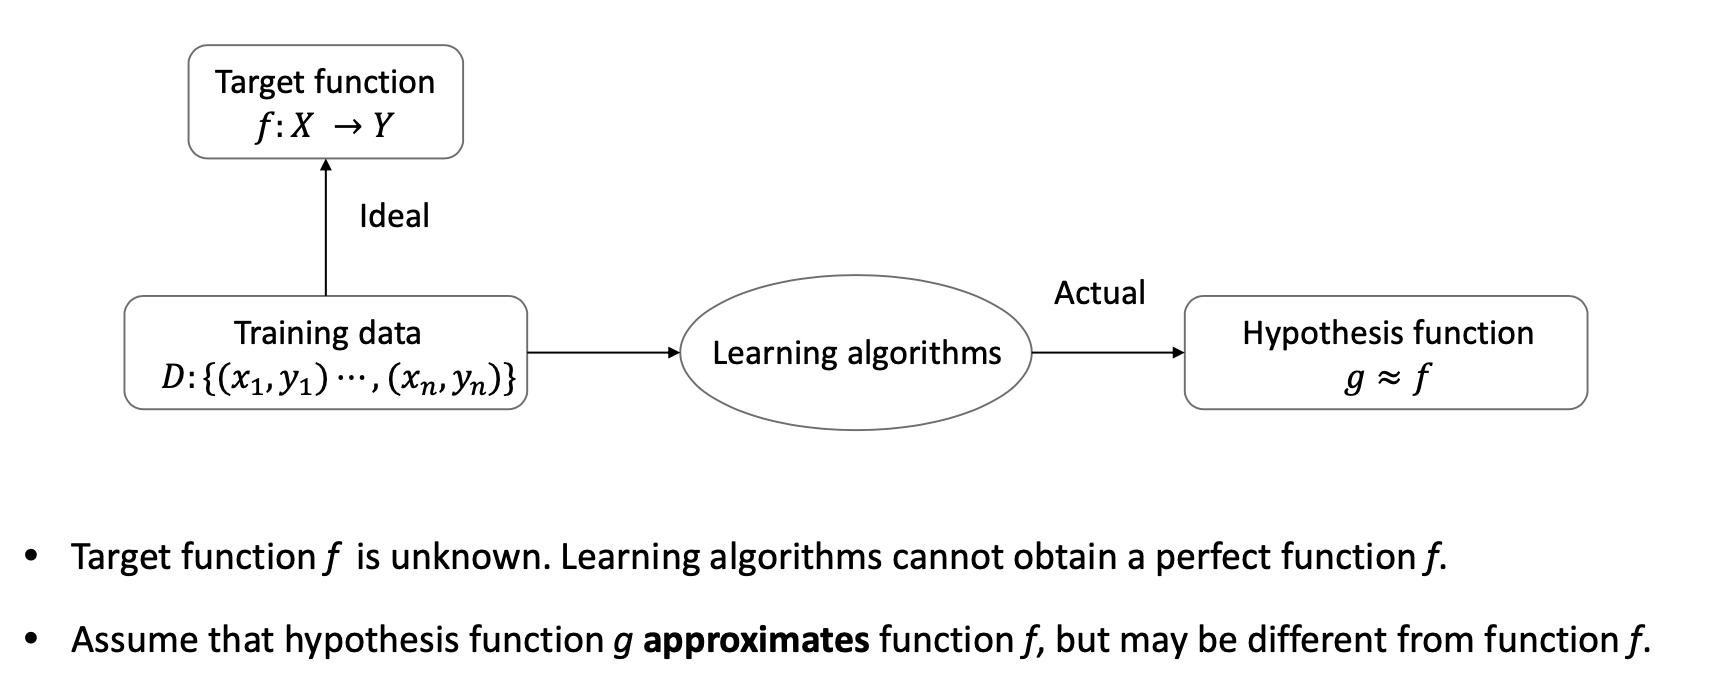 Target function
f: X → Y
Ideal
Training data
D: {(x₁, y₁) ⋯, (xₙ, yₙ)}
Learning algorithms
Actual
Hypothesis function
g ≈ f
• Target function f is unknown. Learning algorithms cannot obtain a perfect function f.
• Assume that hypothesis function g approximates function f, but may be different from function f.